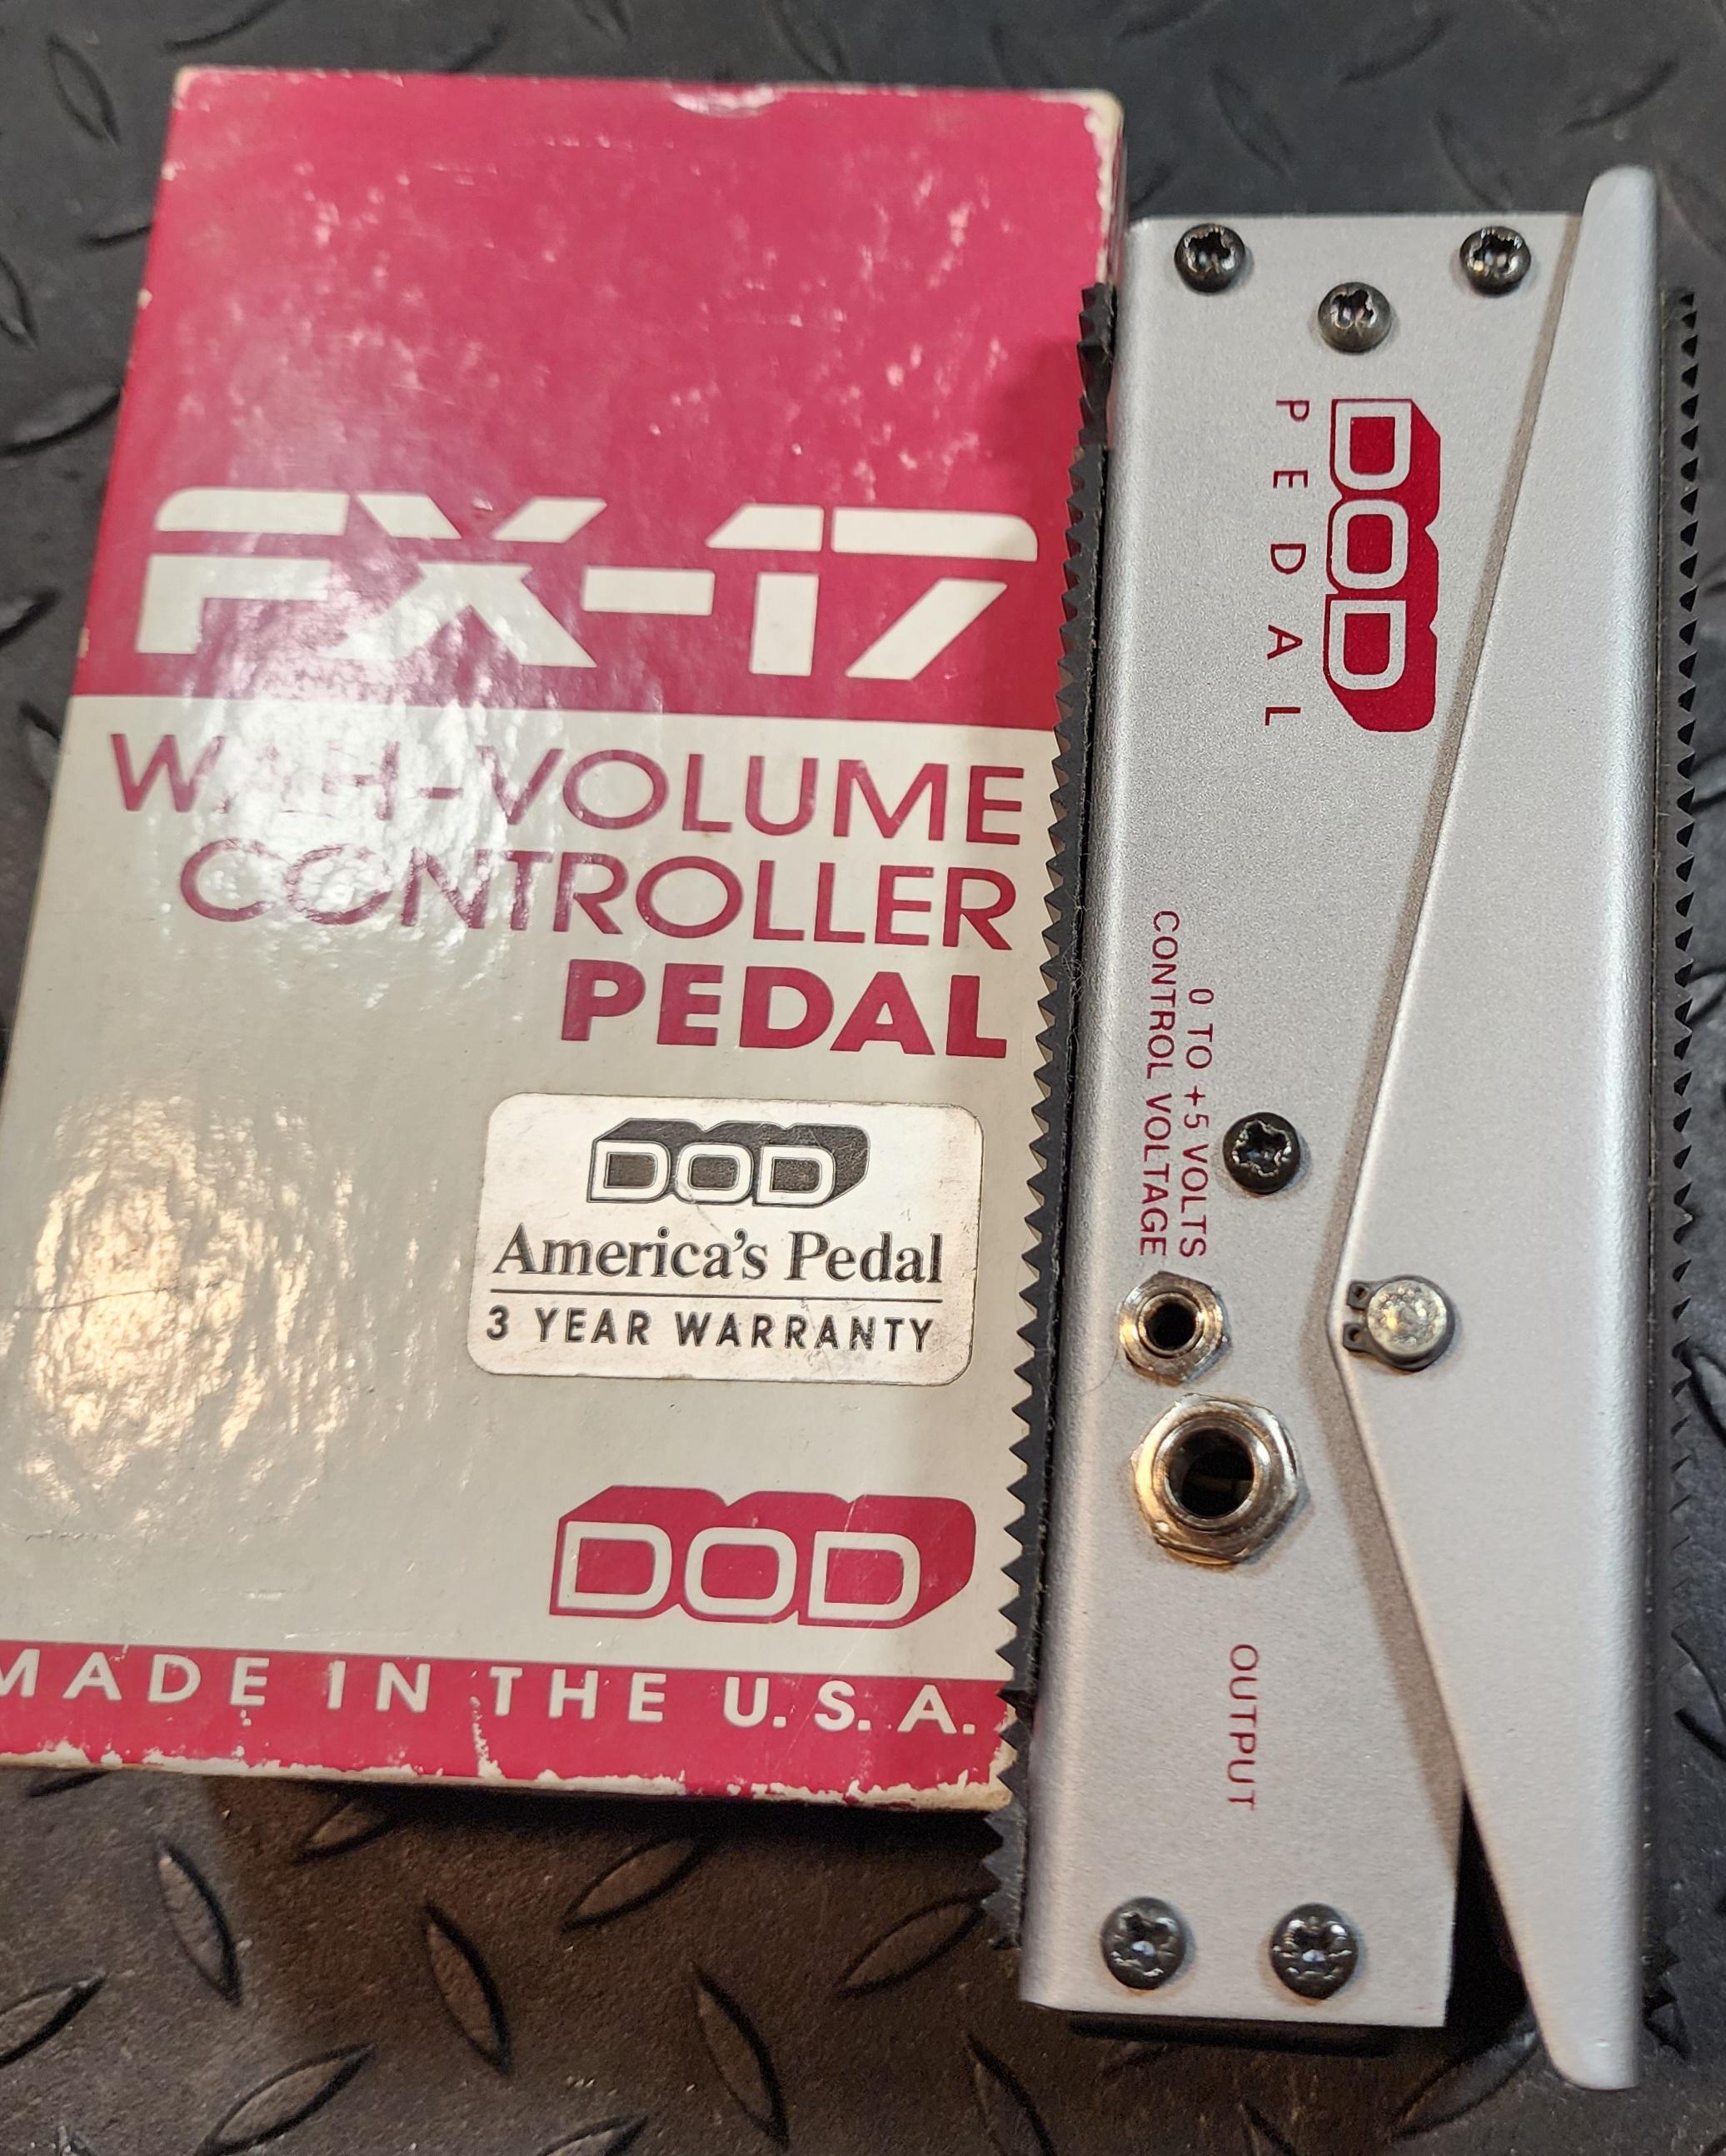 FX-17
WAH-VOLUME
CONTROLLER
PEDAL
DOD
America's Pedal
3 YEAR WARRANTY
DOD
MADE IN THE U.S.A.
DOD
PEDAL
0 TO +5 VOLTS
CONTROL VOLTAGE
OUTPUT